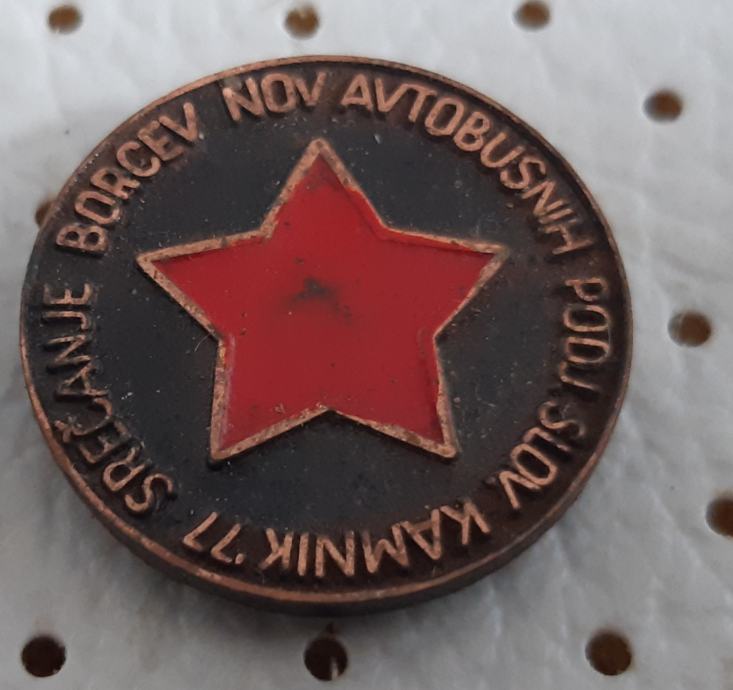 SREČANJE BORCEV NOV AVTOBUSNIH PODJ. SLOV. KAMNIK '77